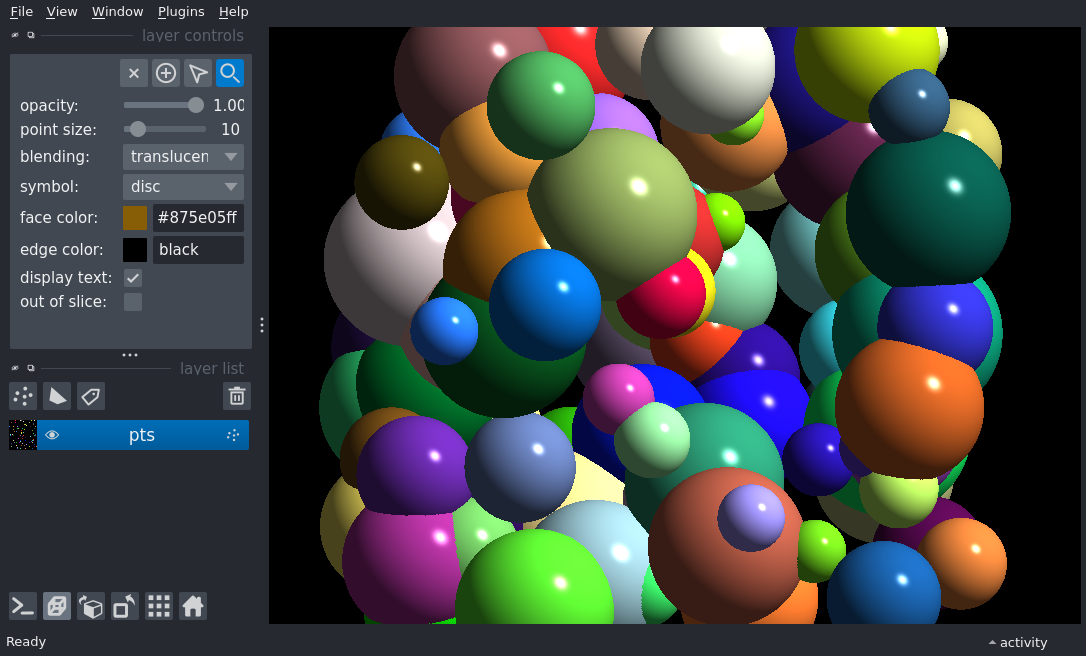 File View Window Plugins Help
layer controls
opacity: 1.00
point size: 10
blending: translucen
symbol: disc
face color: #875e05ff
edge color: black
display text:
out of slice:
layer list
pts
Ready
activity